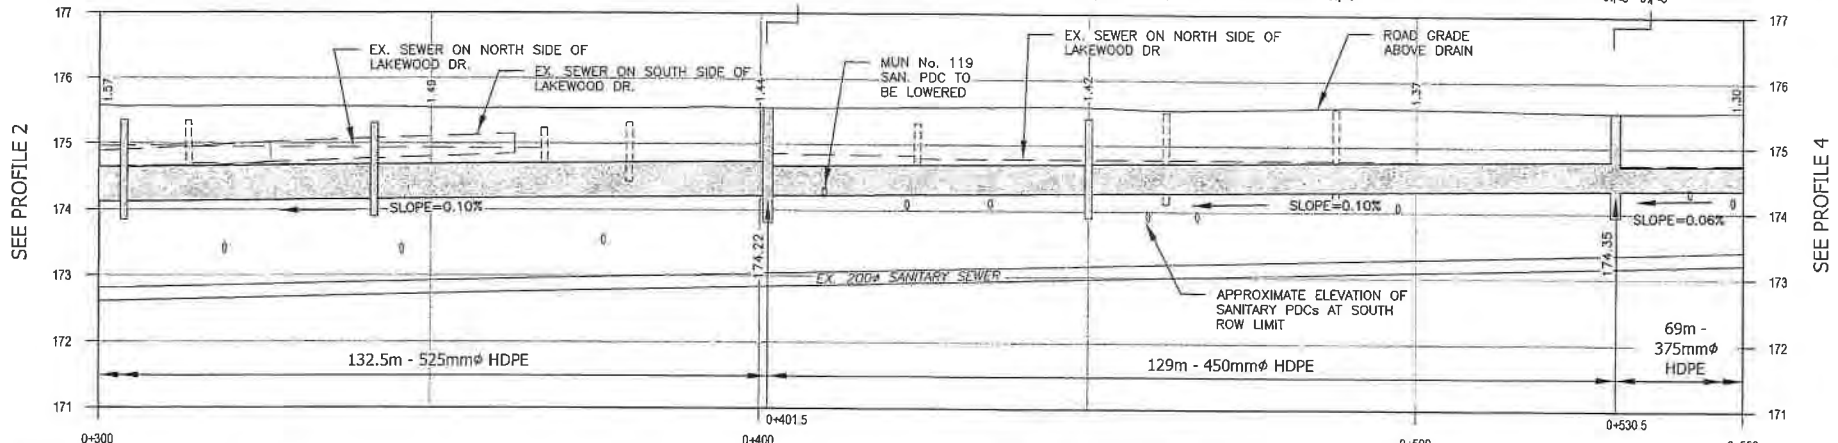 177
176
175
174
173
172
171
SEE PROFILE 2
1.57
1.49
1.44
1.42
1.37
1.30
EX. SEWER ON NORTH SIDE OF
LAKEWOOD DR.
EX. SEWER ON SOUTH SIDE OF
LAKEWOOD DR.
MUN No. 119
SAN. PDC TO
BE LOWERED
EX. SEWER ON NORTH SIDE OF
LAKEWOOD DR
ROAD GRADE
ABOVE DRAIN
SLOPE=0.10%
SLOPE=0.10%
SLOPE=0.06%
174.22
174.35
EX. 200ø SANITARY SEWER
APPROXIMATE ELEVATION OF
SANITARY PDCs AT SOUTH
ROW LIMIT
132.5m - 525mmø HDPE
129m - 450mmø HDPE
69m -
375mmø
HDPE
177
176
175
174
173
172
171
SEE PROFILE 4
0+300
0+400
0+401.5
0+530.5